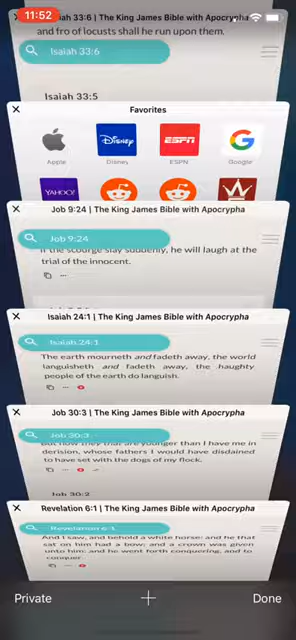 11:52
Isaiah 33:6 | The King James Bible with Apocrypha
and fro of locusts shall he run upon them.
Isaiah 33:6
Isaiah 33:5
Favorites
Apple
Disney
ESPN
Google
Disney
ESPN
G
YAHOO!
W
Job 9:24 | The King James Bible with Apocrypha
Job 9:24
If the scourge slay suddenly, he will laugh at the
trial of the innocent.
Isaiah 24:1 | The King James Bible with Apocrypha
Isaiah 24:1
The earth mourneth and fadeth away, the world
languisheth and fadeth away, the haughty
people of the earth do languish.
Job 30:3 | The King James Bible with Apocrypha
Job 30:3
But now they that are younger than I have me in
derision, whose fathers I would have disdained
to have set with the dogs of my flock.
Job 30:2
Revelation 6:1 | The King James Bible with Apocrypha
Revelation 6:1
And I saw, and behold a white horse: and he that
sat on him had a bow; and a crown was given
unto him: and he went forth conquering, and to
conquer.
Private
Done